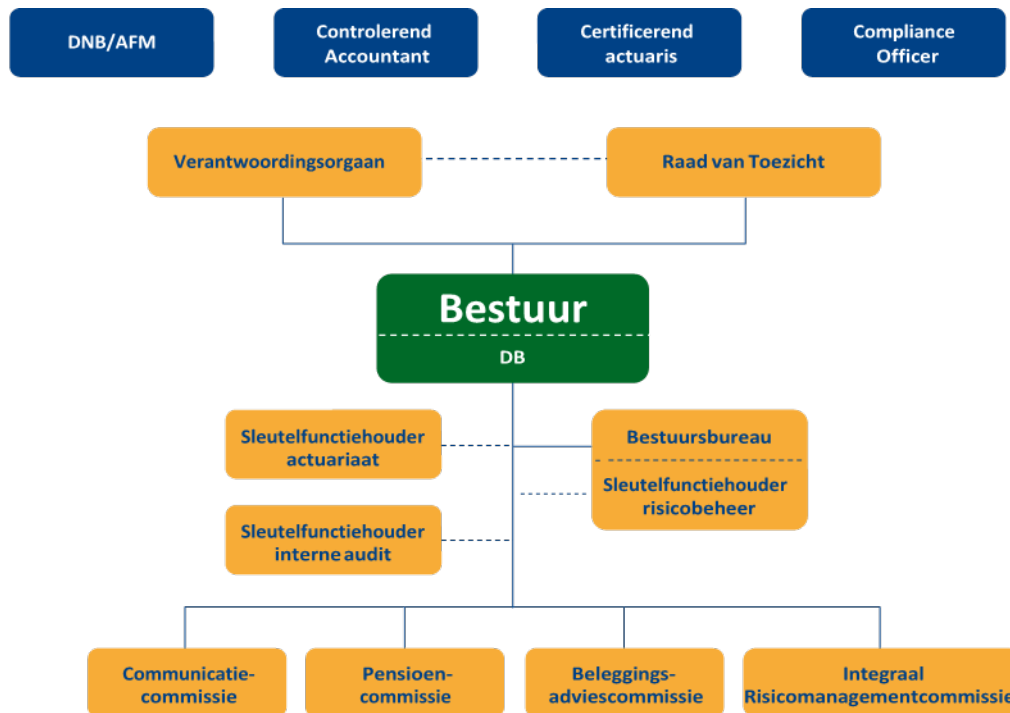 DNB/AFM
Controlerend
Accountant
Certificerend
actuaris
Compliance
Officer
Verantwoordingsorgaan
Raad van Toezicht
Bestuur
DB
Sleutelfunctiehouder
actuariaat
Bestuursbureau
Sleutelfunctiehouder
risicobeheer
Sleutelfunctiehouder
interne audit
Communicatie-
commissie
Pensioen-
commissie
Beleggings-
adviescommissie
Integraal
Risicomanagementcommissie